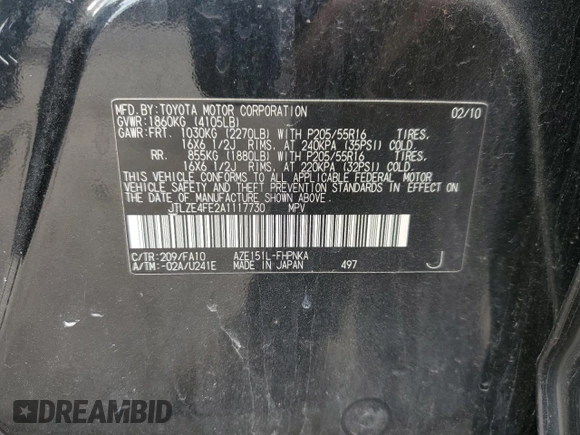 MFD.BY:TOYOTA MOTOR CORPORATION 02/10
GVWR:1860KG (4105LB)
GAWR:FRT. 1030KG (2270LB) WITH P205/55R16 TIRES,
16X6 1/2J RIMS, AT 240KPA (35PSI) COLD.
RR. 855KG (1880LB) WITH P205/55R16 TIRES,
16X6 1/2J RIMS, AT 220KPA (32PSI) COLD.
THIS VEHICLE CONFORMS TO ALL APPLICABLE FEDERAL MOTOR
VEHICLE SAFETY AND THEFT PREVENTION STANDARDS IN EFFECT ON
THE DATE OF MANUFACTURE SHOWN ABOVE.
JTLZE4FE2A1117730 MPV
C/TR:209/FA10 AZE151L-FHPNKA
A/TM:-02A/U241E MADE IN JAPAN 497 J
DREAMBID